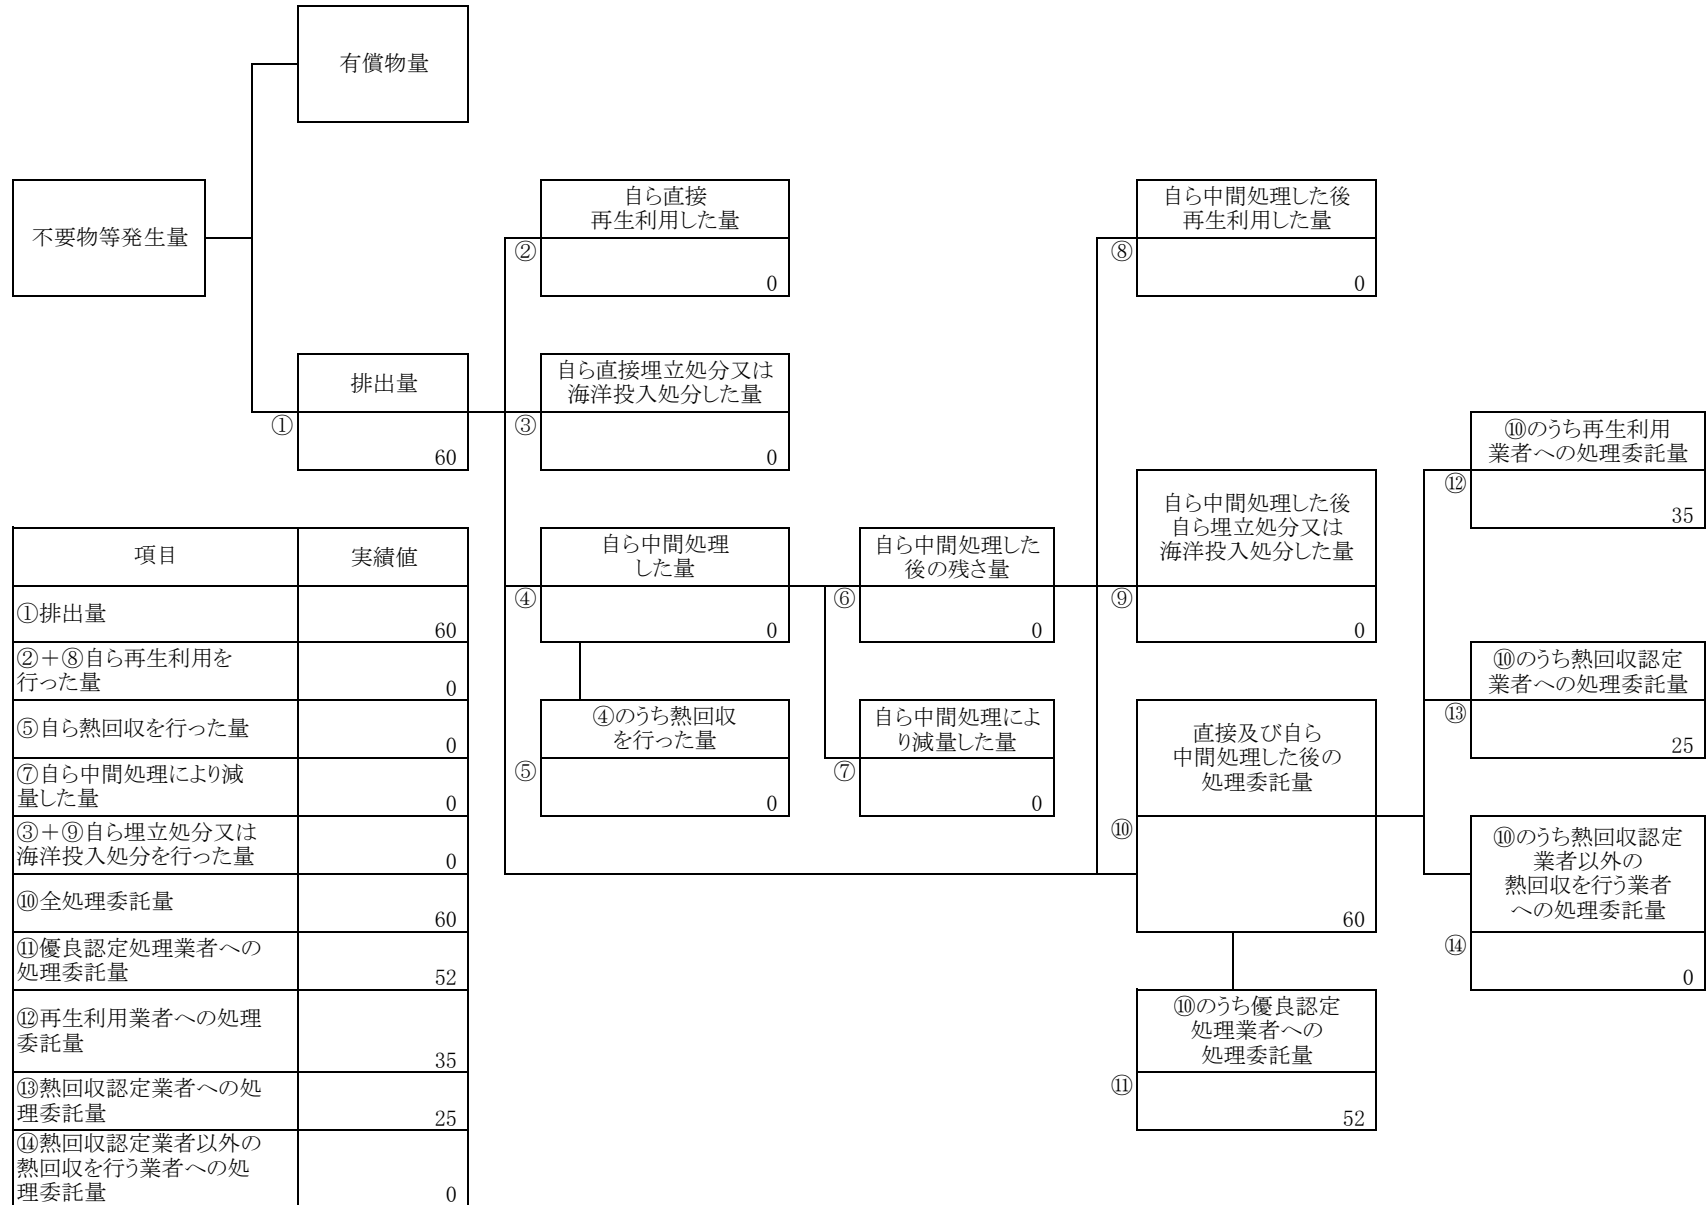 有償物量
不要物等発生量
自ら直接
再生利用した量
②
0
自ら中間処理した後
再生利用した量
⑧
0
排出量
①
60
自ら直接埋立処分又は
海洋投入処分した量
③
0
⑩のうち再生利用
業者への処理委託量
⑫
35
自ら中間処理した後
自ら埋立処分又は
海洋投入処分した量
⑨
0
自ら中間処理
した量
④
0
自ら中間処理した
後の残さ量
⑥
0
⑩のうち熱回収認定
業者への処理委託量
⑬
25
④のうち熱回収
を行った量
⑤
0
自ら中間処理によ
り減量した量
⑦
0
直接及び自ら
中間処理した後の
処理委託量
⑩
60
⑩のうち熱回収認定
業者以外の
熱回収を行う業者
への処理委託量
⑭
0
⑩のうち優良認定
処理業者への
処理委託量
⑪
52
項目 実績値
①排出量
60
②＋⑧自ら再生利用を
行った量 0
⑤自ら熱回収を行った量
0
⑦自ら中間処理により減
量した量 0
③＋⑨自ら埋立処分又は
海洋投入処分を行った量 0
⑩全処理委託量
60
⑪優良認定処理業者への
処理委託量 52
⑫再生利用業者への処理
委託量
35
⑬熱回収認定業者への処
理委託量 25
⑭熱回収認定業者以外の
熱回収を行う業者への処
理委託量 0